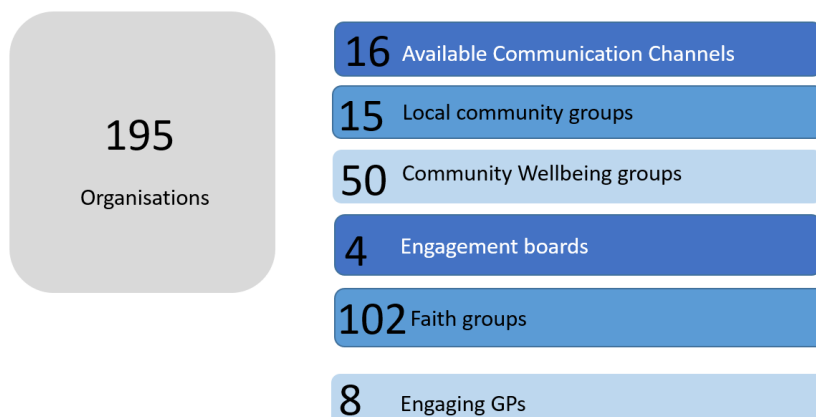 195
Organisations
16 Available Communication Channels
15 Local community groups
50 Community Wellbeing groups
4 Engagement boards
102 Faith groups
8 Engaging GPs